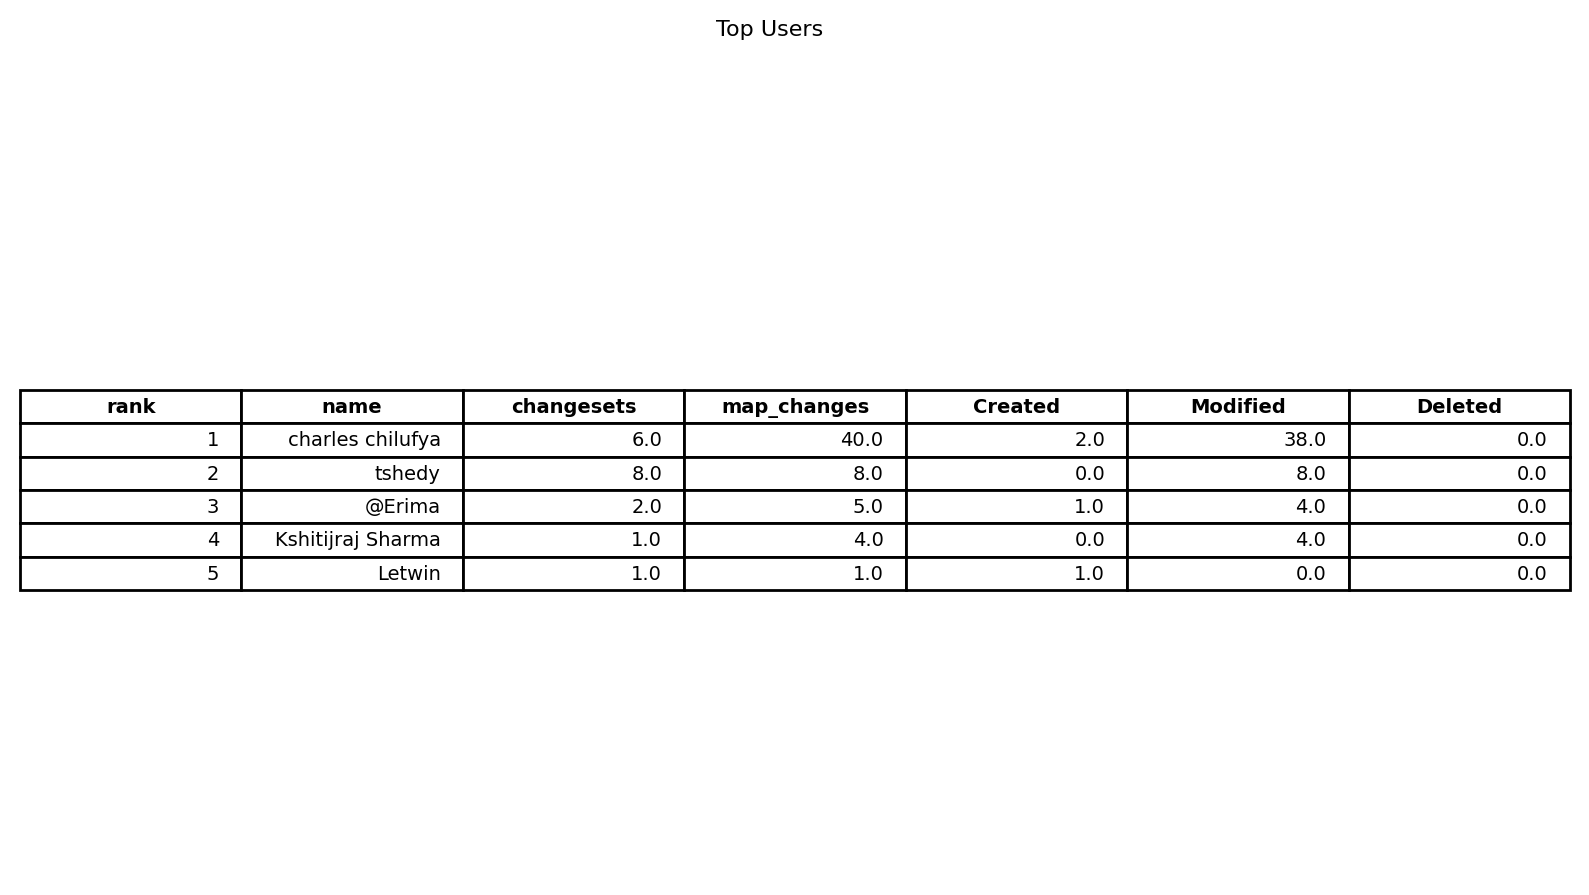 Top Users
rank name changesets map_changes Created Modified Deleted
1 charles chilufya 6.0 40.0 2.0 38.0 0.0
2 tshedy 8.0 8.0 0.0 8.0 0.0
3 @Erima 2.0 5.0 1.0 4.0 0.0
4 Kshitijraj Sharma 1.0 4.0 0.0 4.0 0.0
5 Letwin 1.0 1.0 1.0 0.0 0.0